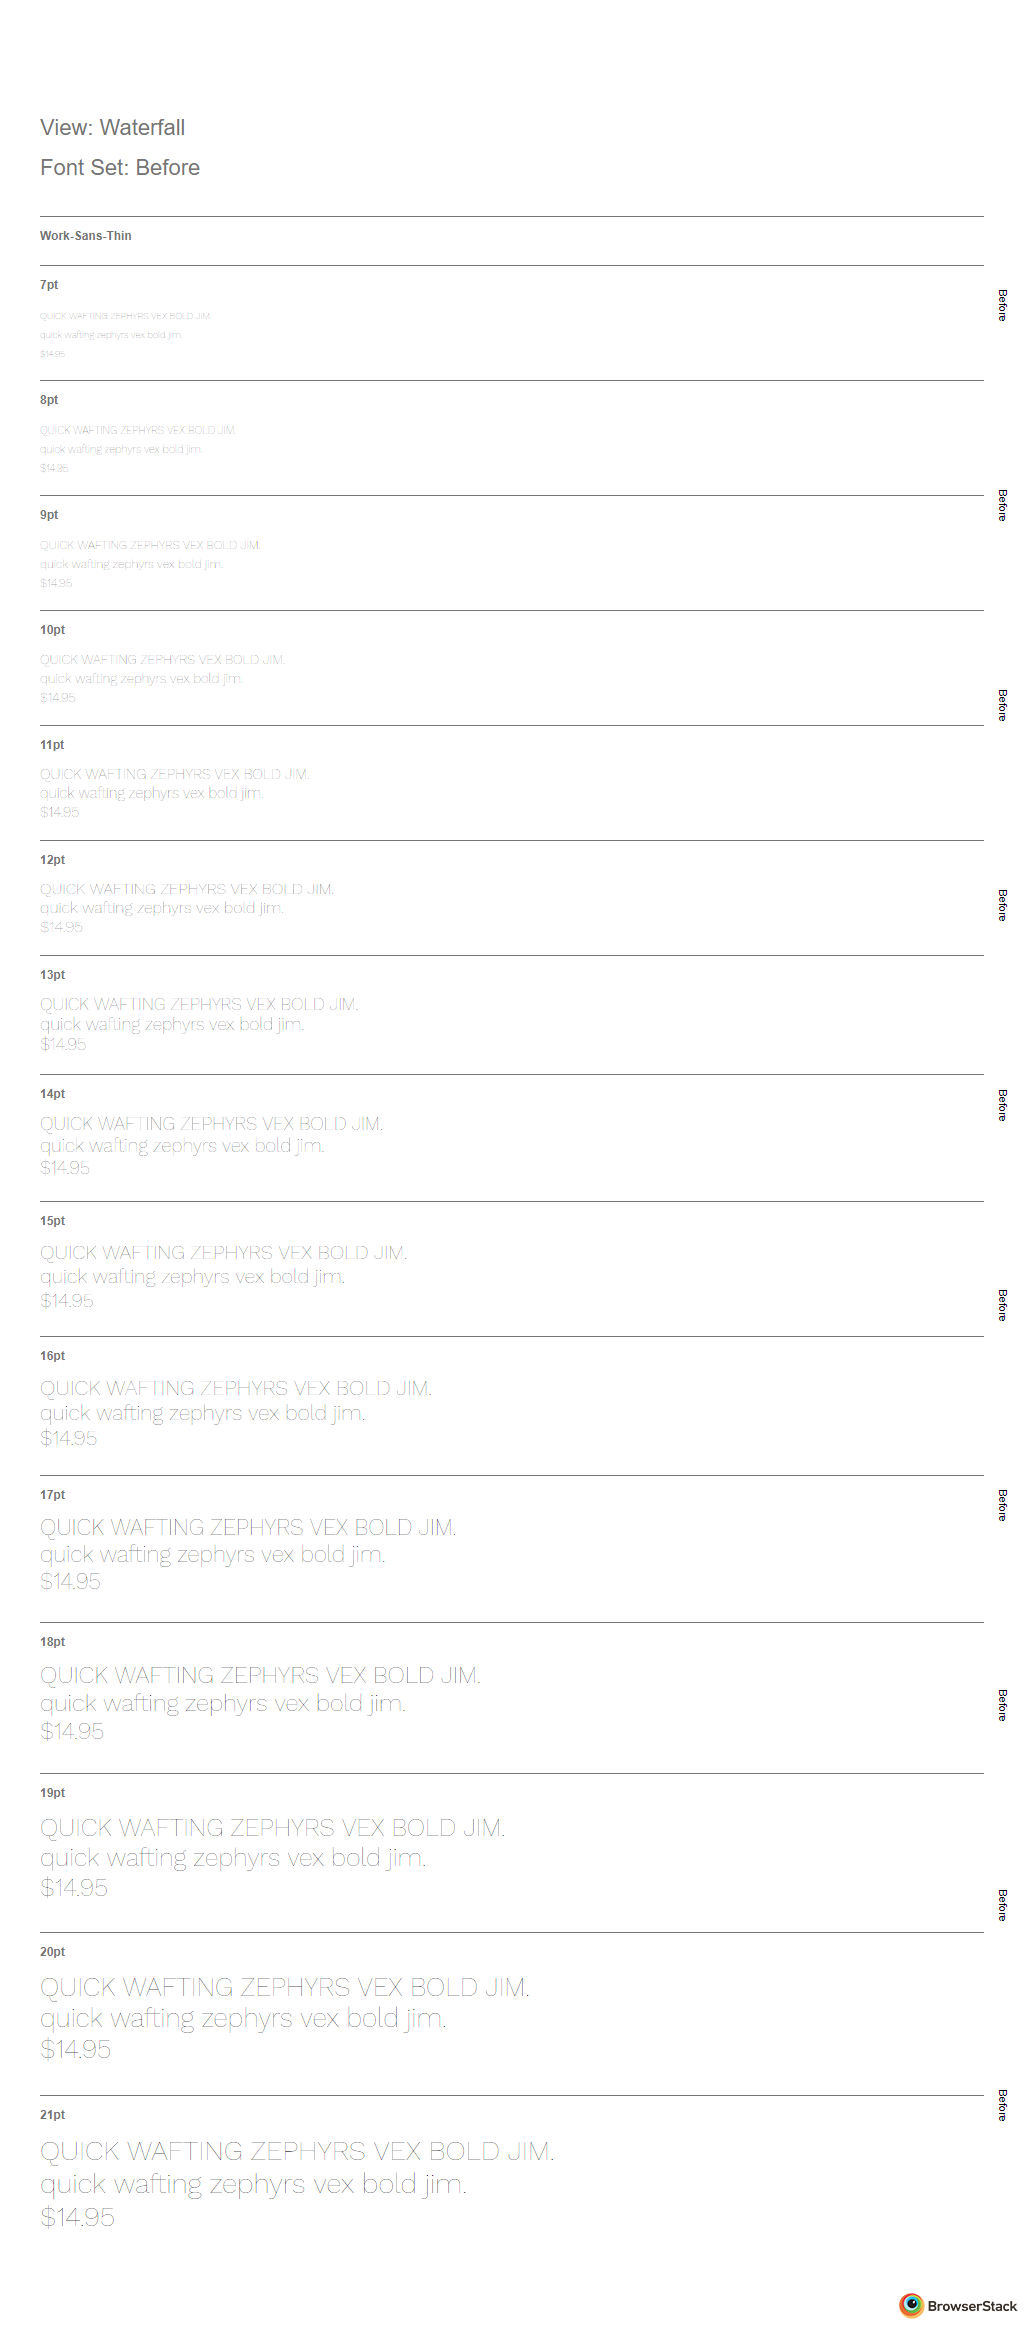 View: Waterfall
Font Set: Before
Work-Sans-Thin
7pt
QUICK WAFTING ZEPHYRS VEX BOLD JIM.
quick wafting zephyrs vex bold jim.
$14.95
Before
8pt
QUICK WAFTING ZEPHYRS VEX BOLD JIM.
quick wafting zephyrs vex bold jim.
$14.95
Before
9pt
QUICK WAFTING ZEPHYRS VEX BOLD JIM.
quick wafting zephyrs vex bold jim.
$14.95
10pt
QUICK WAFTING ZEPHYRS VEX BOLD JIM.
quick wafting zephyrs vex bold jim.
$14.95
Before
11pt
QUICK WAFTING ZEPHYRS VEX BOLD JIM.
quick wafting zephyrs vex bold jim.
$14.95
12pt
QUICK WAFTING ZEPHYRS VEX BOLD JIM.
quick wafting zephyrs vex bold jim.
$14.95
Before
13pt
QUICK WAFTING ZEPHYRS VEX BOLD JIM.
quick wafting zephyrs vex bold jim.
$14.95
14pt
QUICK WAFTING ZEPHYRS VEX BOLD JIM.
quick wafting zephyrs vex bold jim.
$14.95
Before
15pt
QUICK WAFTING ZEPHYRS VEX BOLD JIM.
quick wafting zephyrs vex bold jim.
$14.95
Before
16pt
QUICK WAFTING ZEPHYRS VEX BOLD JIM.
quick wafting zephyrs vex bold jim.
$14.95
17pt
QUICK WAFTING ZEPHYRS VEX BOLD JIM.
quick wafting zephyrs vex bold jim.
$14.95
Before
18pt
QUICK WAFTING ZEPHYRS VEX BOLD JIM.
quick wafting zephyrs vex bold jim.
$14.95
Before
19pt
QUICK WAFTING ZEPHYRS VEX BOLD JIM.
quick wafting zephyrs vex bold jim.
$14.95
Before
20pt
QUICK WAFTING ZEPHYRS VEX BOLD JIM.
quick wafting zephyrs vex bold jim.
$14.95
Before
21pt
QUICK WAFTING ZEPHYRS VEX BOLD JIM.
quick wafting zephyrs vex bold jim.
$14.95
BrowserStack